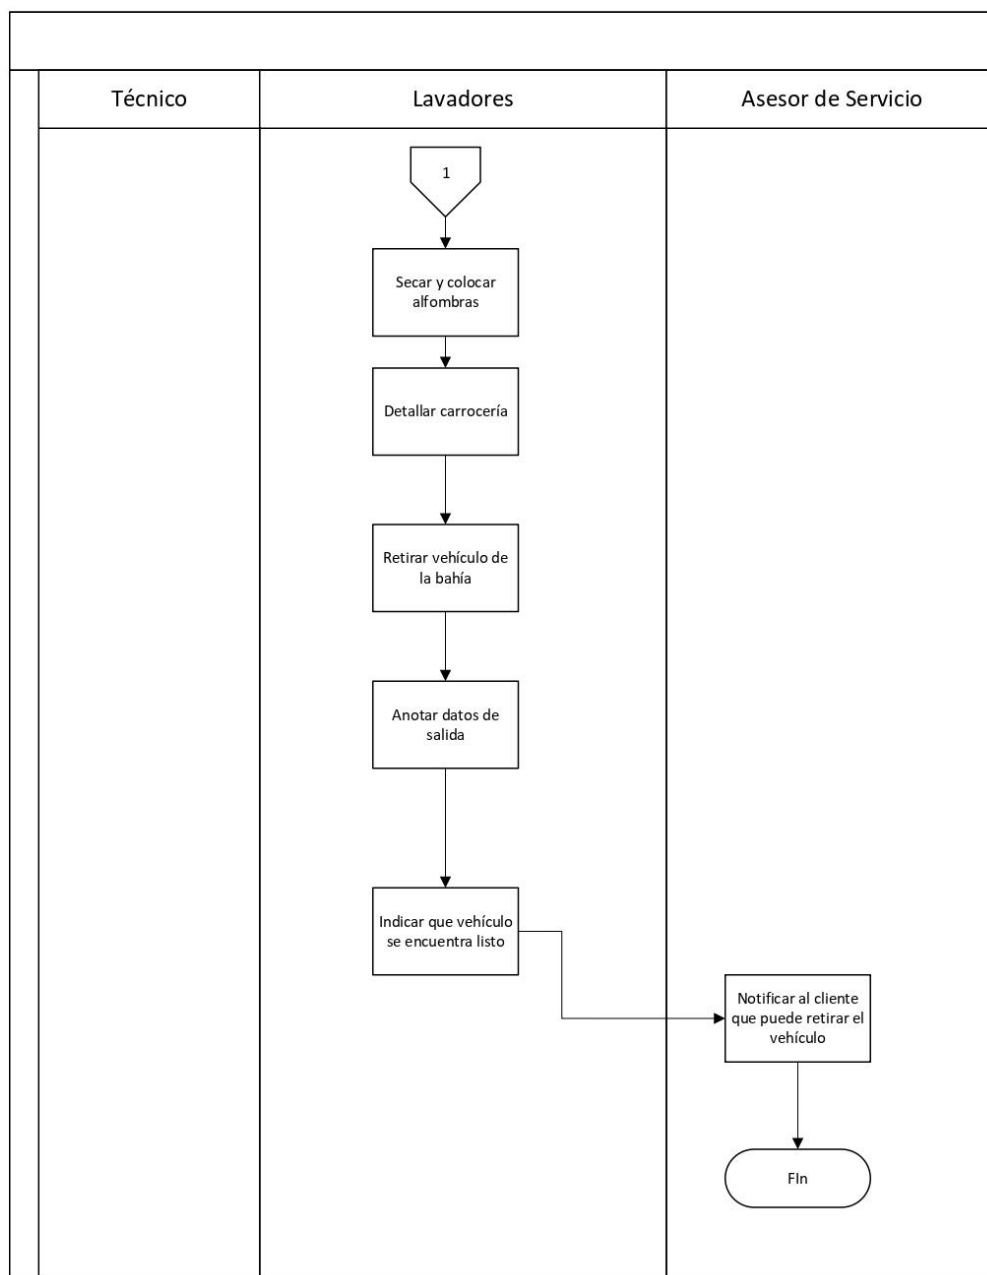 Técnico
Lavadores
Asesor de Servicio
1
Secar y colocar
alfombras
Detallar carrocería
Retirar vehículo de
la bahía
Anotar datos de
salida
Indicar que vehículo
se encuentra listo
Notificar al cliente
que puede retirar el
vehículo
FIn